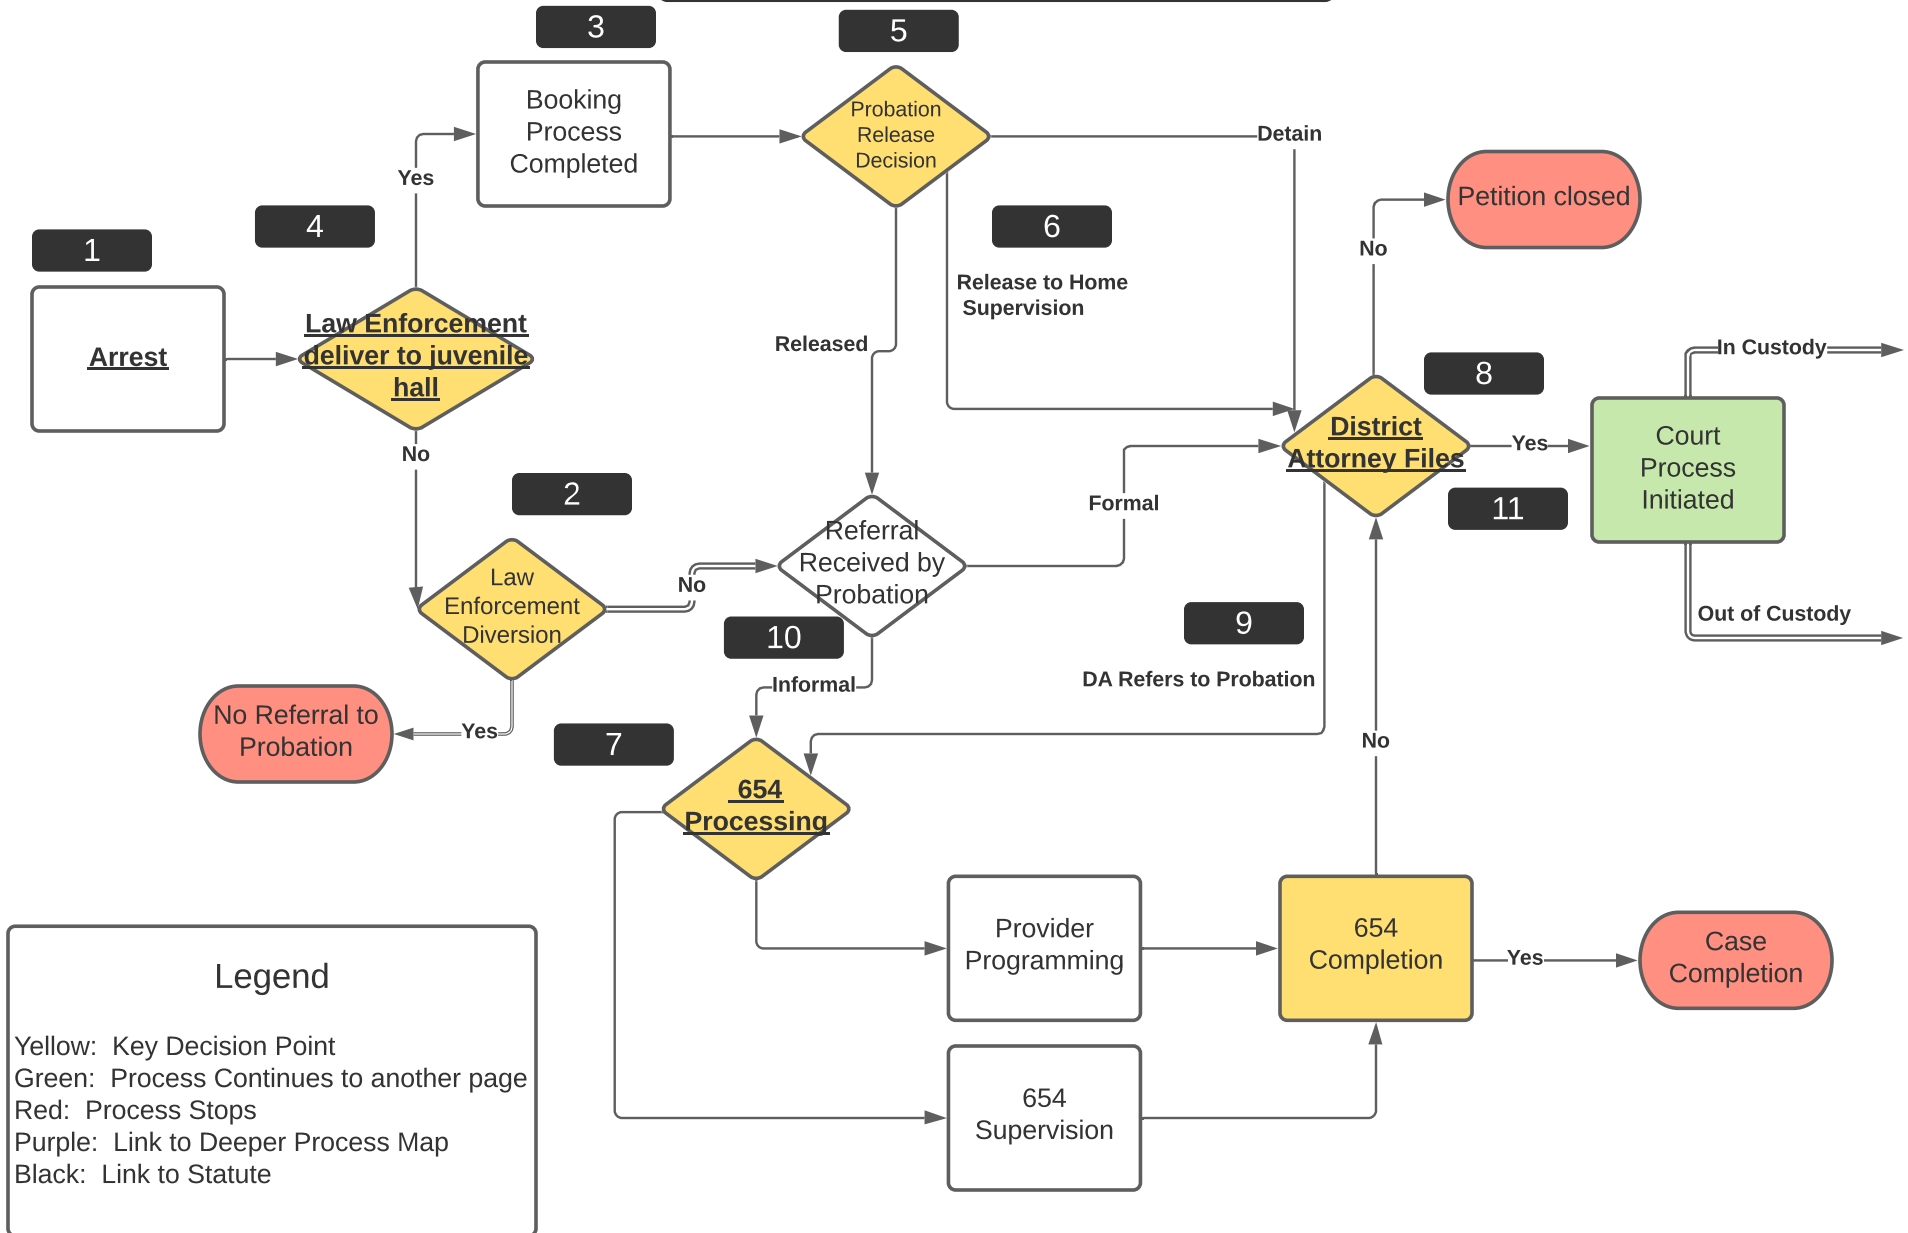 3
5
Booking
Process
Completed
Probation
Release
Decision
Detain
Yes
Petition closed
4
6
1
No
Release to Home
Supervision
Law Enforcement
deliver to juvenile
hall
Arrest
Released
In Custody
8
District
Attorney Files
Yes
Court
Process
Initiated
No
2
Formal
11
Referral
Received by
Probation
Law
Enforcement
Diversion
No
10
9
Out of Custody
Informal
DA Refers to Probation
No Referral to
Probation
Yes
7
No
654
Processing
Provider
Programming
654
Completion
Yes
Case
Completion
654
Supervision
Legend
Yellow:  Key Decision Point
Green:  Process Continues to another page
Red:  Process Stops
Purple:  Link to Deeper Process Map
Black:  Link to Statute